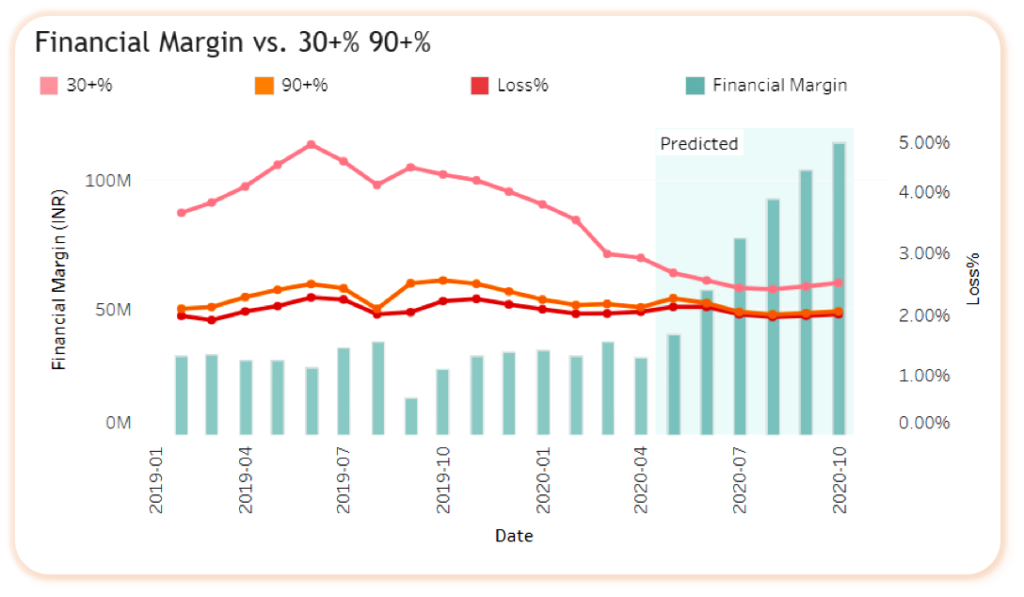 Financial Margin vs. 30+% 90+%
30+% 90+% Loss% Financial Margin
Predicted
Financial Margin (INR)
100M
50M
0M
5.00%
4.00%
3.00%
2.00%
1.00%
0.00%
Loss%
2019-01 2019-04 2019-07 2019-10 2020-01 2020-04 2020-07 2020-10
Date